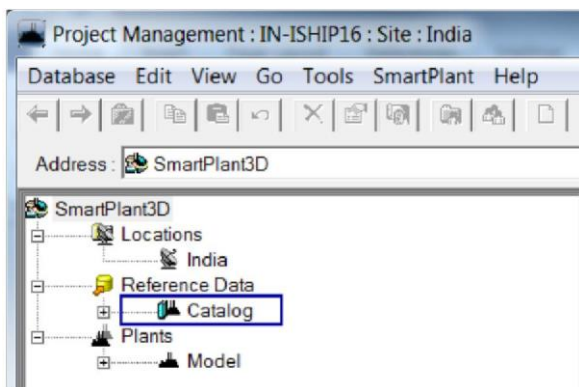 Project Management : IN-ISHIP16 : Site : India
Database Edit View Go Tools SmartPlant Help
Address : SmartPlant3D
SmartPlant3D
Locations
India
Reference Data
Catalog
Plants
Model